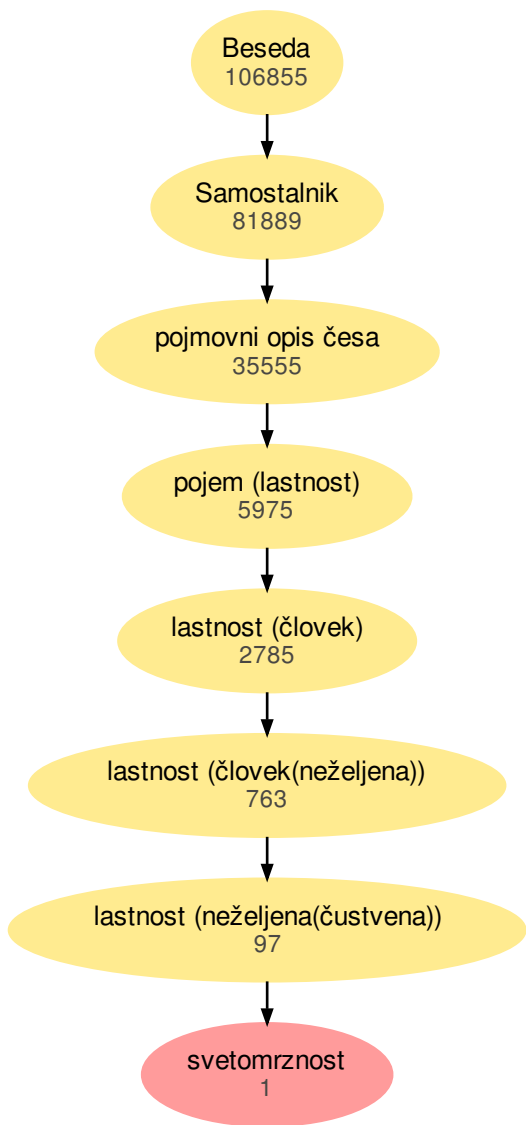 Beseda
106855
Samostalnik
81889
pojmovni opis česa
35555
pojem (lastnost)
5975
lastnost (človek)
2785
lastnost (človek(neželjena))
763
lastnost (neželjena(čustvena))
97
svetomrznost
1